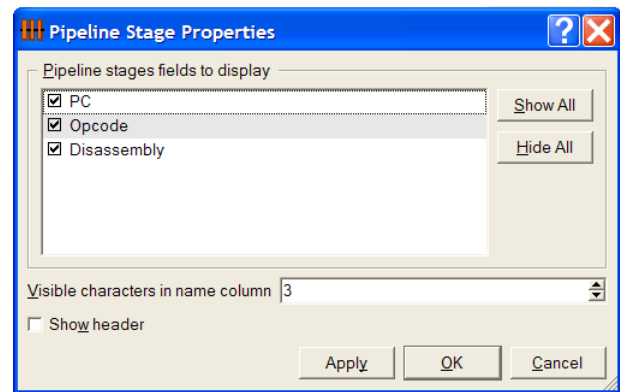 Pipeline Stage Properties
Pipeline stages fields to display
PC
Opcode
Disassembly
Show All
Hide All
Visible characters in name column 3
Show header
Apply OK Cancel